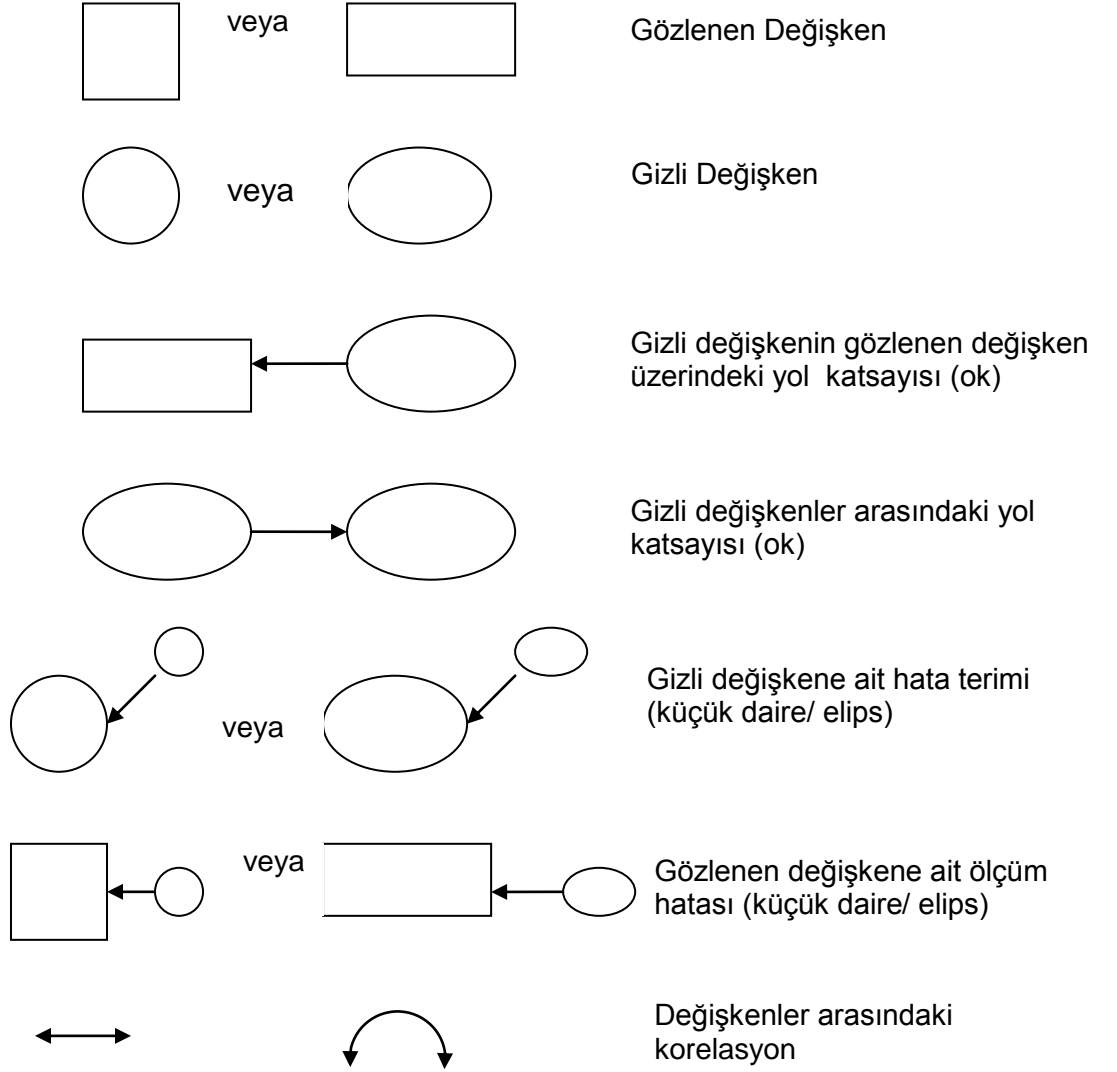 veya
Gözlenen Değişken
veya
Gizli Değişken
Gizli değişkenin gözlenen değişken
üzerindeki yol katsayısı (ok)
Gizli değişkenler arasındaki yol
katsayısı (ok)
veya
Gizli değişkene ait hata terimi
(küçük daire/ elips)
veya
Gözlenen değişkene ait ölçüm
hatası (küçük daire/ elips)
Değişkenler arasındaki
korelasyon